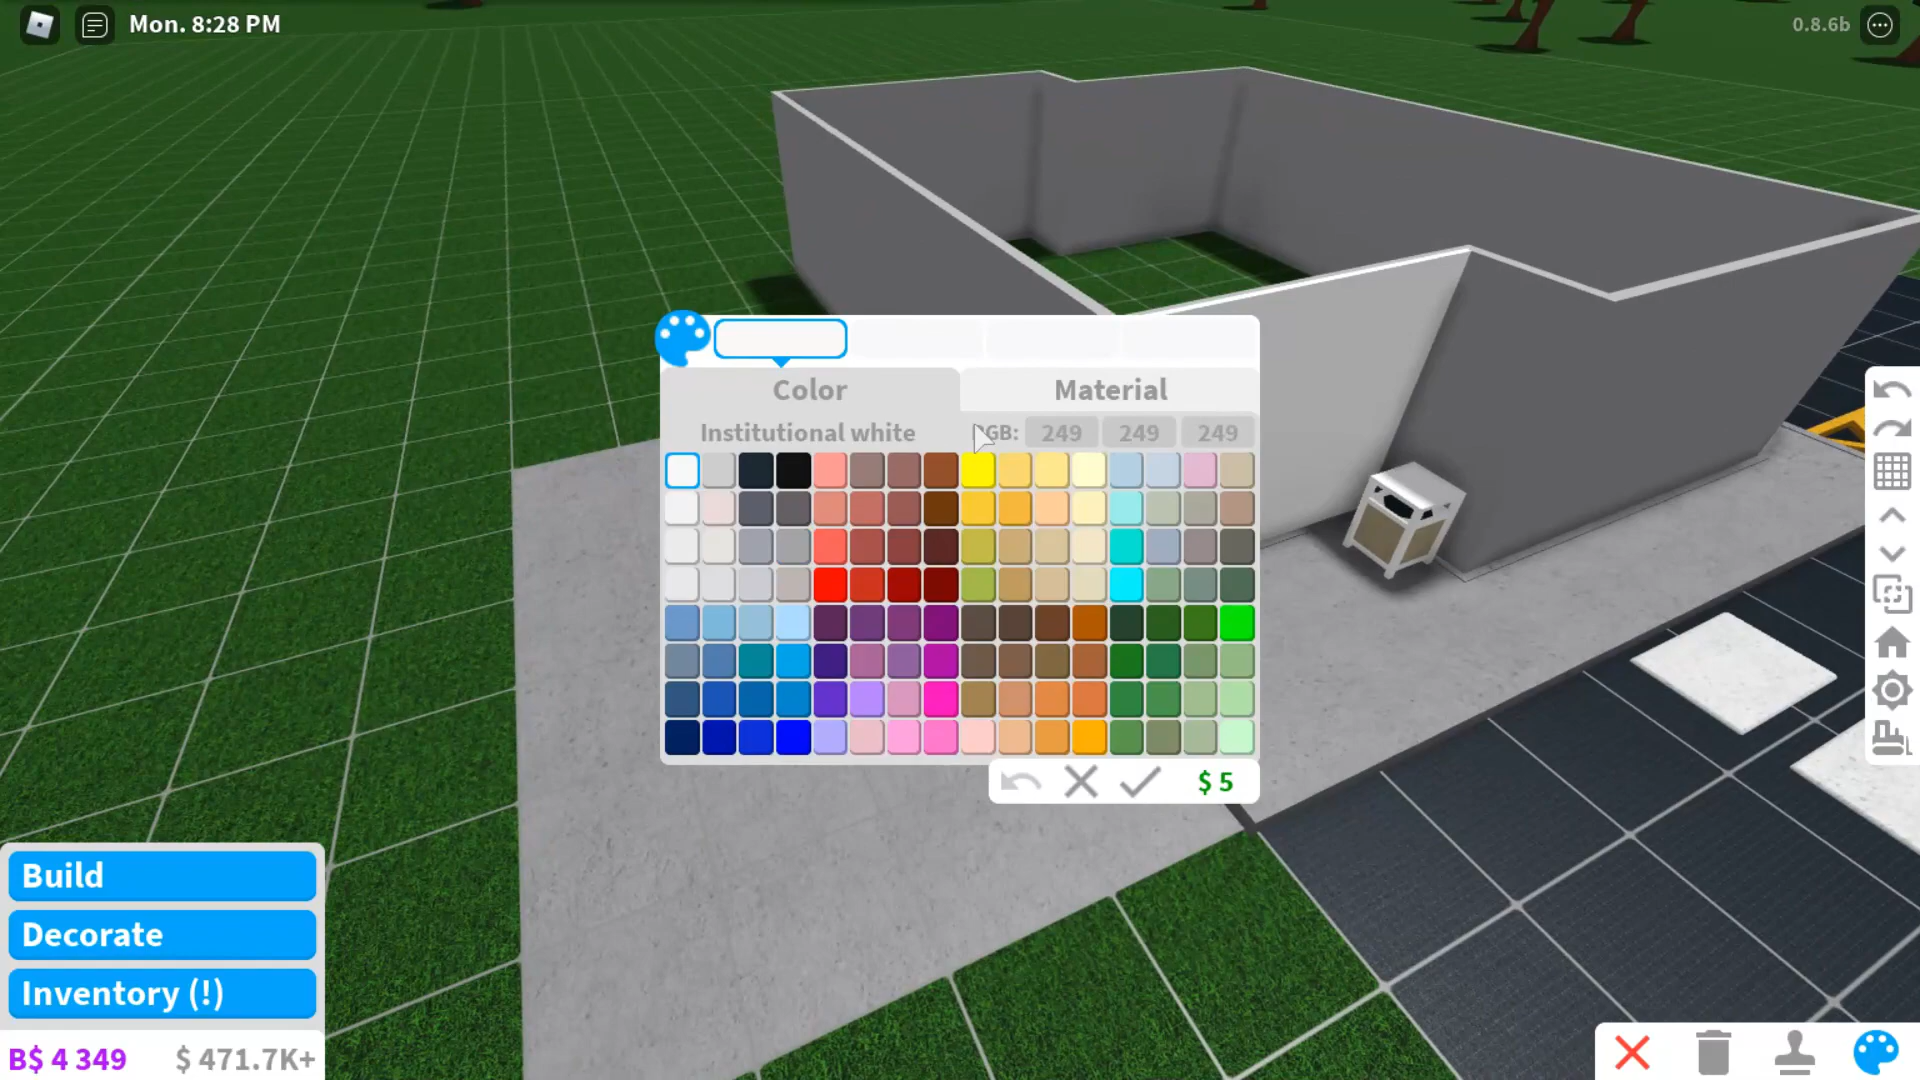 Mon. 8:28 PM
0.8.6b
Color
Material
Institutional white
GB: 249 249 249
$ 5
Build
Decorate
Inventory (!)
B$ 4 349
$ 471.7K+